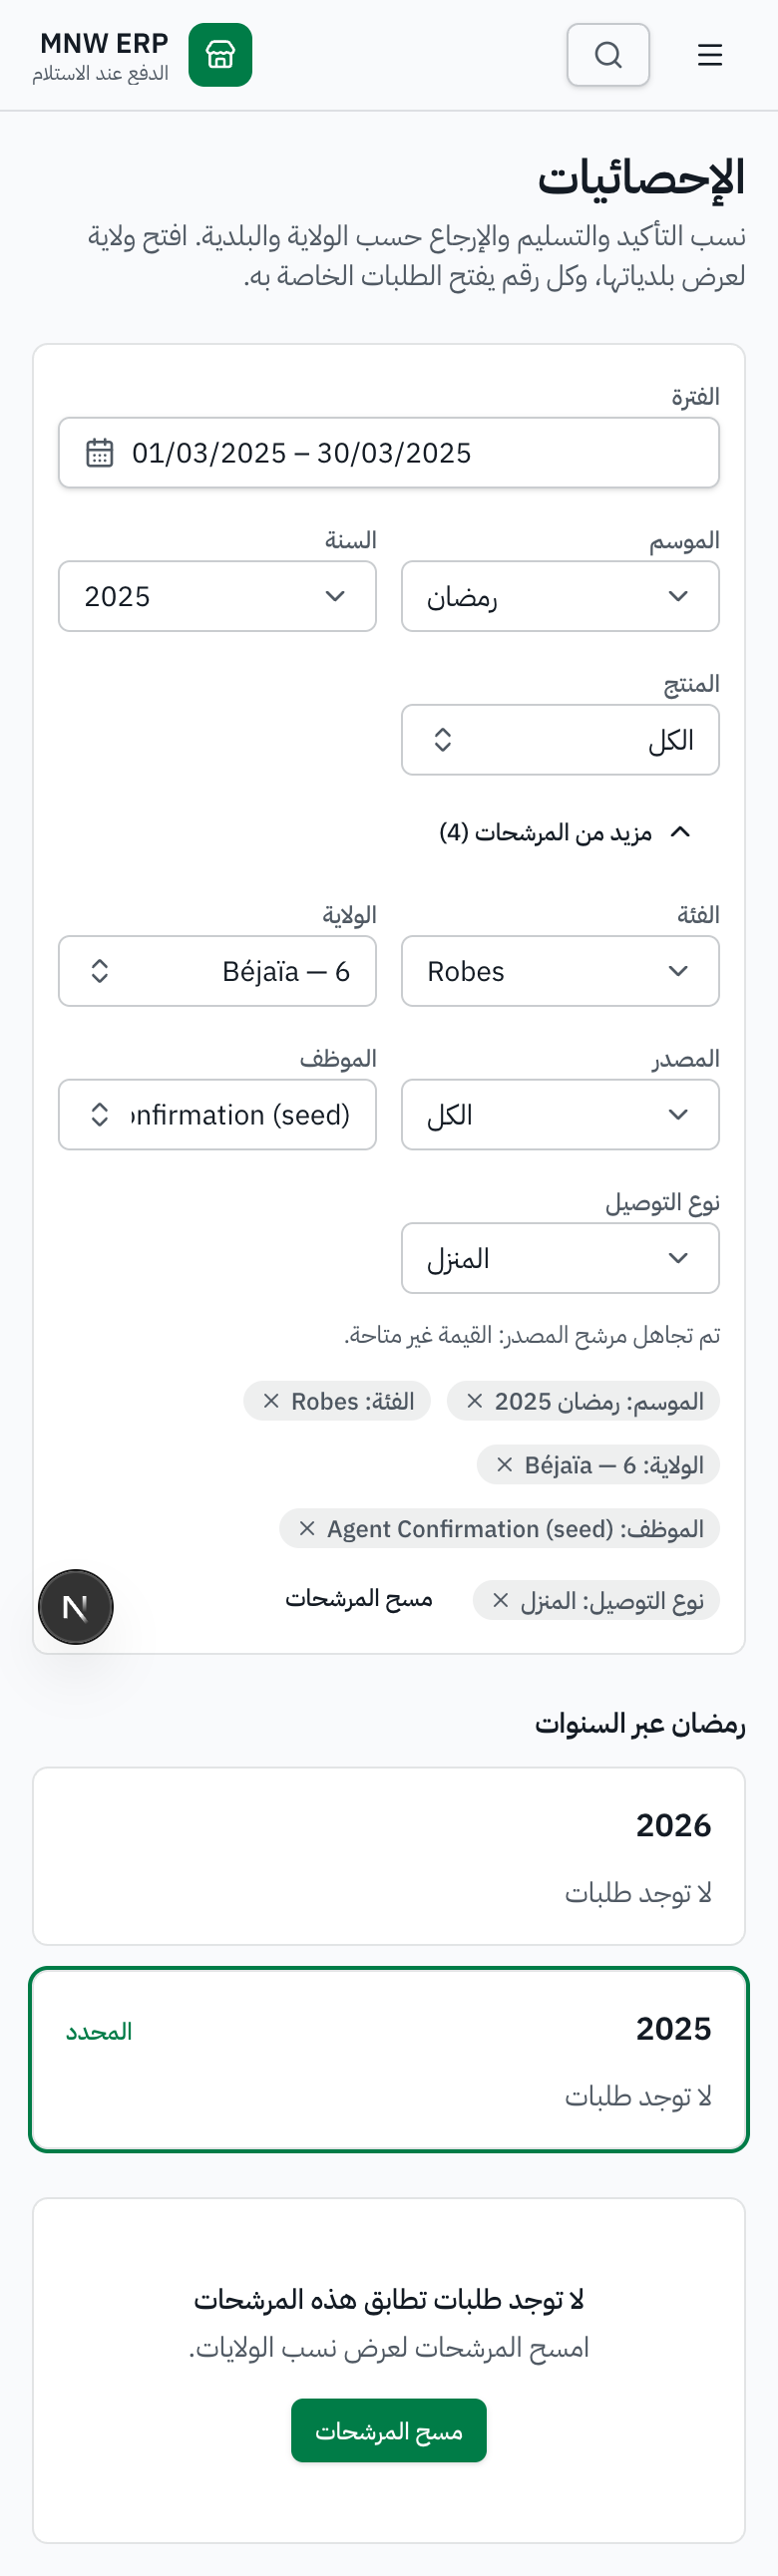 MNW ERP
الدفع عند الاستلام
الإحصائيات
نسب التأكيد والتسليم والإرجاع حسب الولاية والبلدية. افتح ولاية
لعرض بلدياتها، وكل رقم يفتح الطلبات الخاصة به.
الفترة
01/03/2025 – 30/03/2025
الموسم
السنة
رمضان
2025
المنتج
الكل
مزيد من المرشحات (4)
الفئة
الولاية
Robes
6 — Béjaïa
المصدر
الموظف
الكل
onfirmation (seed)
نوع التوصيل
المنزل
تم تجاهل مرشح المصدر: القيمة غير متاحة.
الموسم: رمضان 2025
الفئة: Robes
الولاية: 6 — Béjaïa
الموظف: Agent Confirmation (seed)
نوع التوصيل: المنزل
مسح المرشحات
N
رمضان عبر السنوات
2026
لا توجد طلبات
2025
المحدد
لا توجد طلبات
لا توجد طلبات تطابق هذه المرشحات
امسح المرشحات لعرض نسب الولايات.
مسح المرشحات